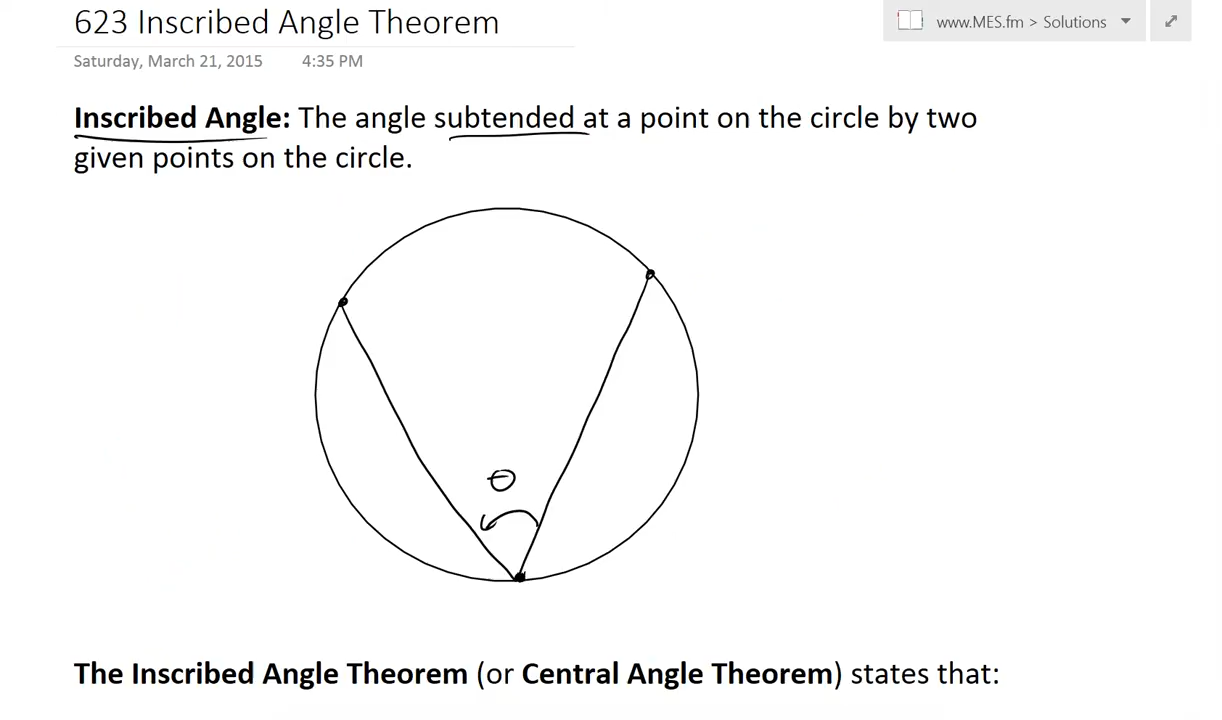 623 Inscribed Angle Theorem
www.MES.fm > Solutions
Saturday, March 21, 2015 4:35 PM
Inscribed Angle: The angle subtended at a point on the circle by two
given points on the circle.
θ
The Inscribed Angle Theorem (or Central Angle Theorem) states that: